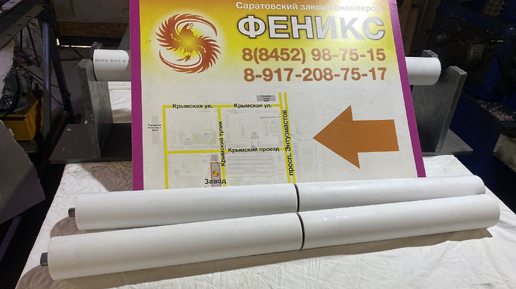 Саратовский завод конвейеров
ФЕНИКС
8(8452) 98-75-15
8-917-208-75-17
Крымская ул.
Крымская ул.
Крымский тупик
Крымский проезд
просп. Энтузиастов
Завод